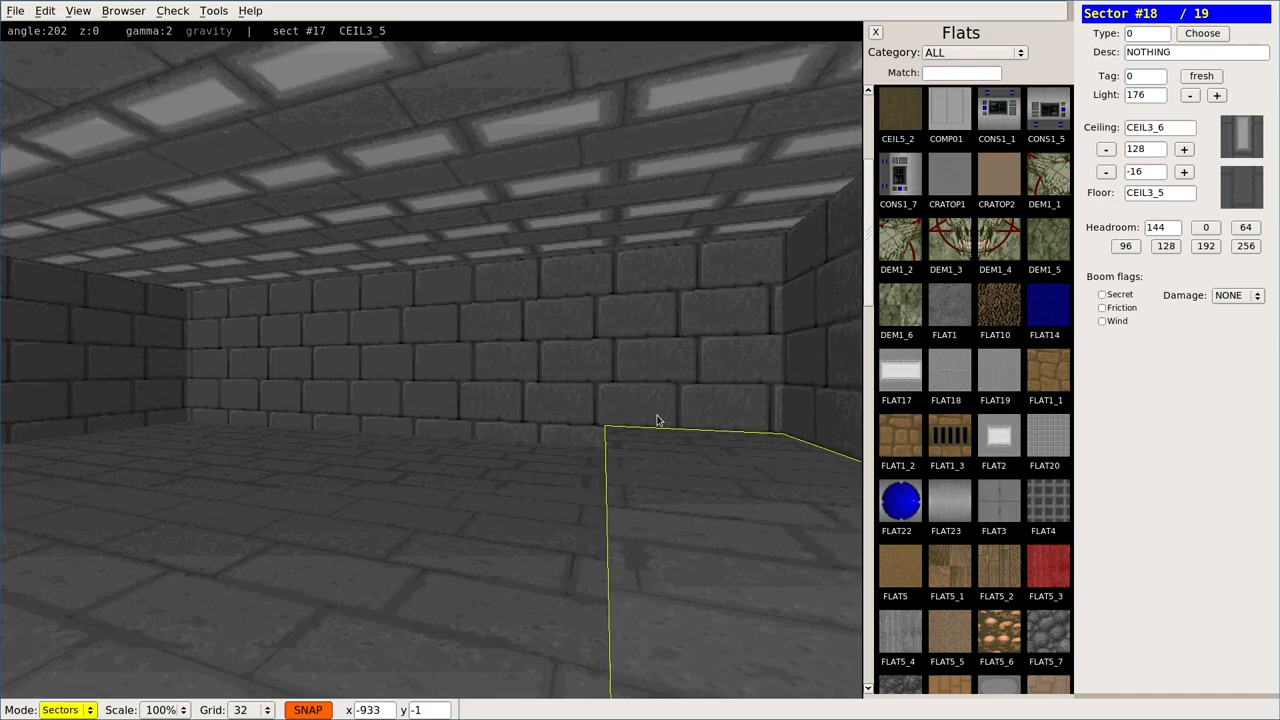 File Edit View Browser Check Tools Help
angle:202 z:0 gamma:2 gravity | sect #17 CEIL3_5
X Flats
Category: ALL
Match:
CEIL5_2 COMP01 CONS1_1 CONS1_5
CONS1_7 CRATOP1 CRATOP2 DEM1_1
DEM1_2 DEM1_3 DEM1_4 DEM1_5
DEM1_6 FLAT1 FLAT10 FLAT14
FLAT17 FLAT18 FLAT19 FLAT1_1
FLAT1_2 FLAT1_3 FLAT2 FLAT20
FLAT22 FLAT23 FLAT3 FLAT4
FLAT5 FLAT5_1 FLAT5_2 FLAT5_3
FLAT5_4 FLAT5_5 FLAT5_6 FLAT5_7
Sector #18 / 19
Type: 0 Choose
Desc: NOTHING
Tag: 0 fresh
Light: 176 - +
Ceiling: CEIL3_6
- 128 +
- -16 +
Floor: CEIL3_5
Headroom: 144 0 64
96 128 192 256
Boom flags:
Secret Damage: NONE
Friction
Wind
Mode: Sectors Scale: 100% Grid: 32 SNAP x -933 y -1